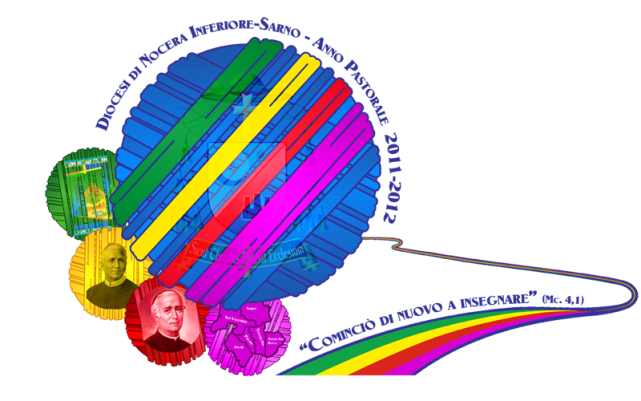 DIOCESI DI NOCERA INFERIORE-SARNO - ANNO PASTORALE 2011-2012
“COMINCIÒ DI NUOVO A INSEGNARE” (MC. 4,1)